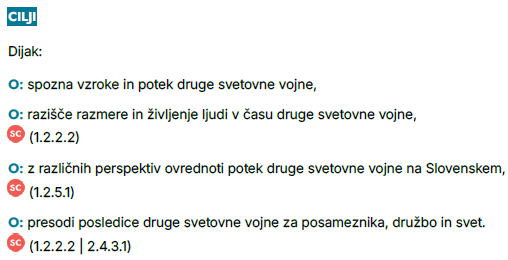 CILJI
Dijak:
O: spozna vzroke in potek druge svetovne vojne,
O: razišče razmere in življenje ljudi v času druge svetovne vojne,
SC (1.2.2.2)
O: z različnih perspektiv ovrednoti potek druge svetovne vojne na Slovenskem,
SC (1.2.5.1)
O: presodi posledice druge svetovne vojne za posameznika, družbo in svet.
SC (1.2.2.2 | 2.4.3.1)